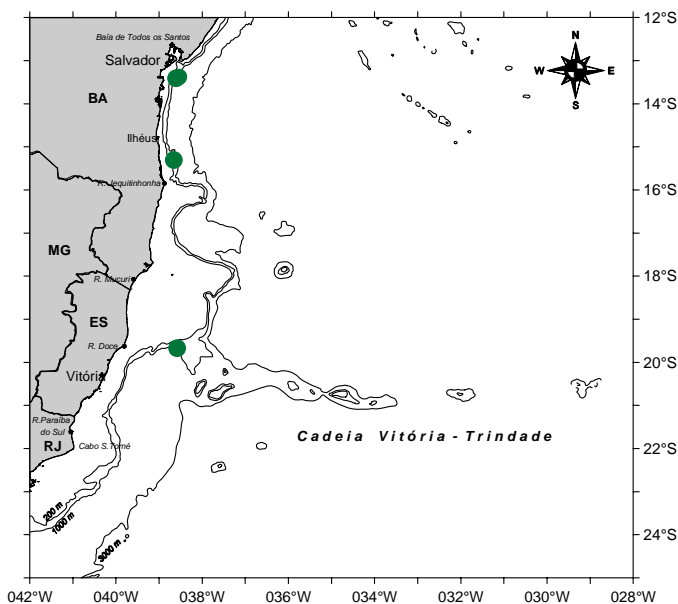 12°S
Baía de Todos os Santos
Salvador
N
W
E
S
BA
14°S
Ilhéus
R. Jequitinhonha
16°S
MG
R. Mucuri
18°S
ES
R. Doce
20°S
Vitória
R.Paraíba
do Sul
Cadeia Vitória - Trindade
RJ
Cabo S.Tomé
22°S
200 m
1000 m
3000 m
24°S
042°W
040°W
038°W
036°W
034°W
032°W
030°W
028°W